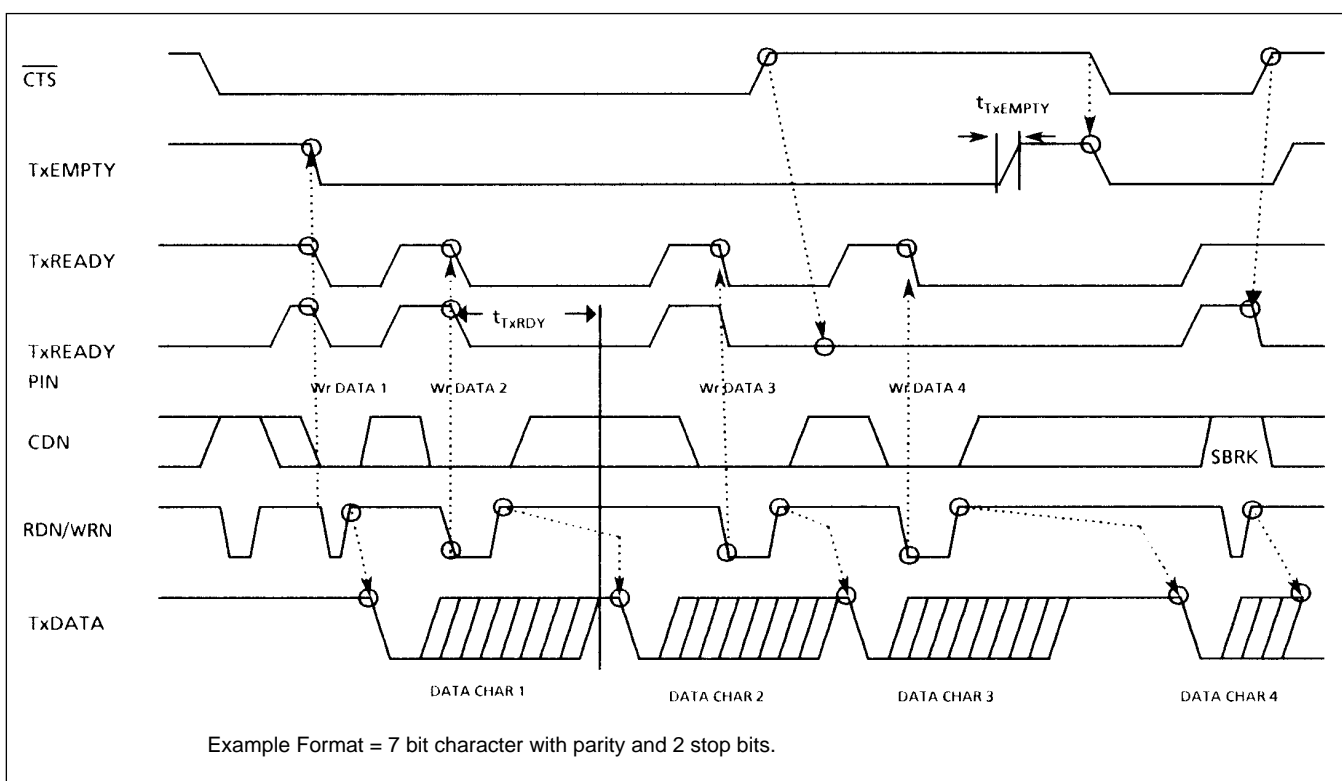 CTS
tTxEMPTY
TxEMPTY
TxREADY
tTxRDY
TxREADY
PIN
Wr DATA 1
Wr DATA 2
Wr DATA 3
Wr DATA 4
CDN
SBRK
RDN/WRN
TxDATA
DATA CHAR 1
DATA CHAR 2
DATA CHAR 3
DATA CHAR 4
Example Format = 7 bit character with parity and 2 stop bits.